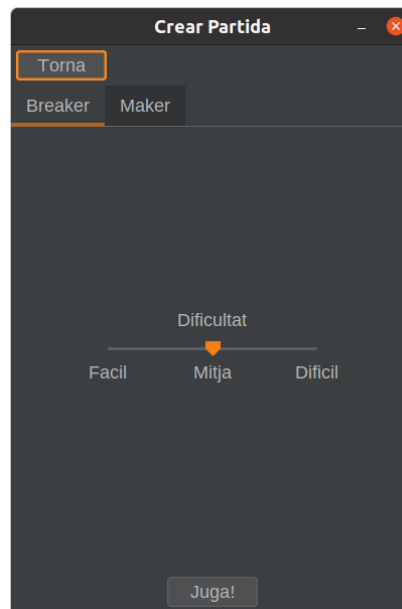 Crear Partida
Torna
Breaker Maker
Dificultat
Facil Mitja Dificil
Juga!